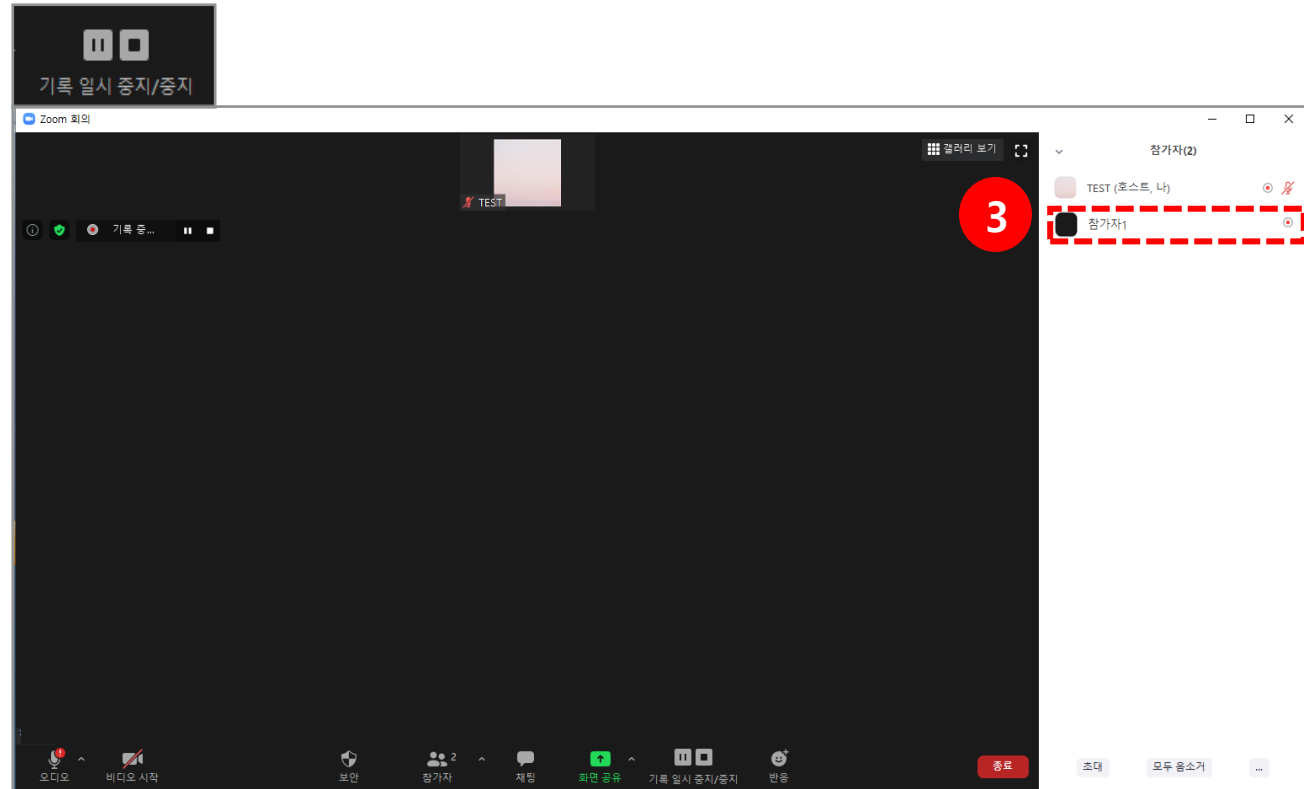 기록 일시 중지/중지
Zoom 회의
갤러리 보기
참가자(2)
TEST
TEST (호스트, 나)
3
참가자1
기록 중...
2
오디오
비디오 시작
보안
참가자
채팅
화면 공유
기록 일시 중지/중지
반응
종료
초대
모두 음소거
...